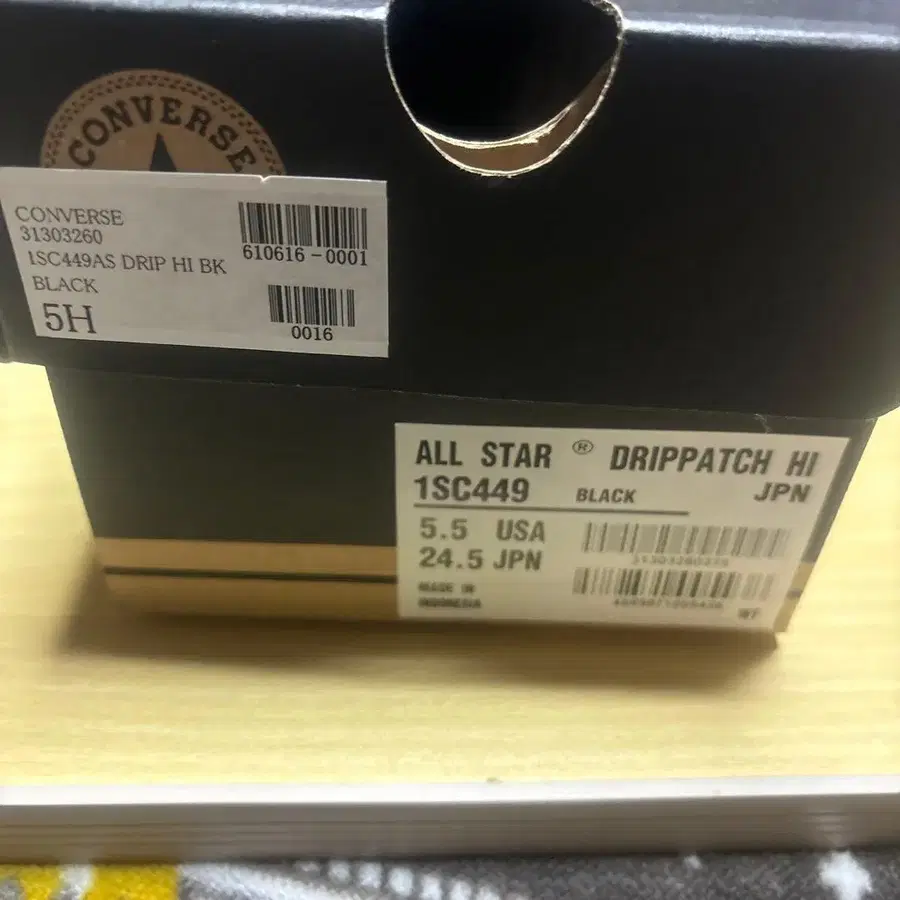 CONVERSE
CONVERSE
31303260
1SC449AS DRIP HI BK
BLACK
5H
610616-0001
0016
ALL STAR ® DRIPPATCH HI
1SC449 BLACK JPN
5.5 USA
24.5 JPN
MADE IN
INDONESIA